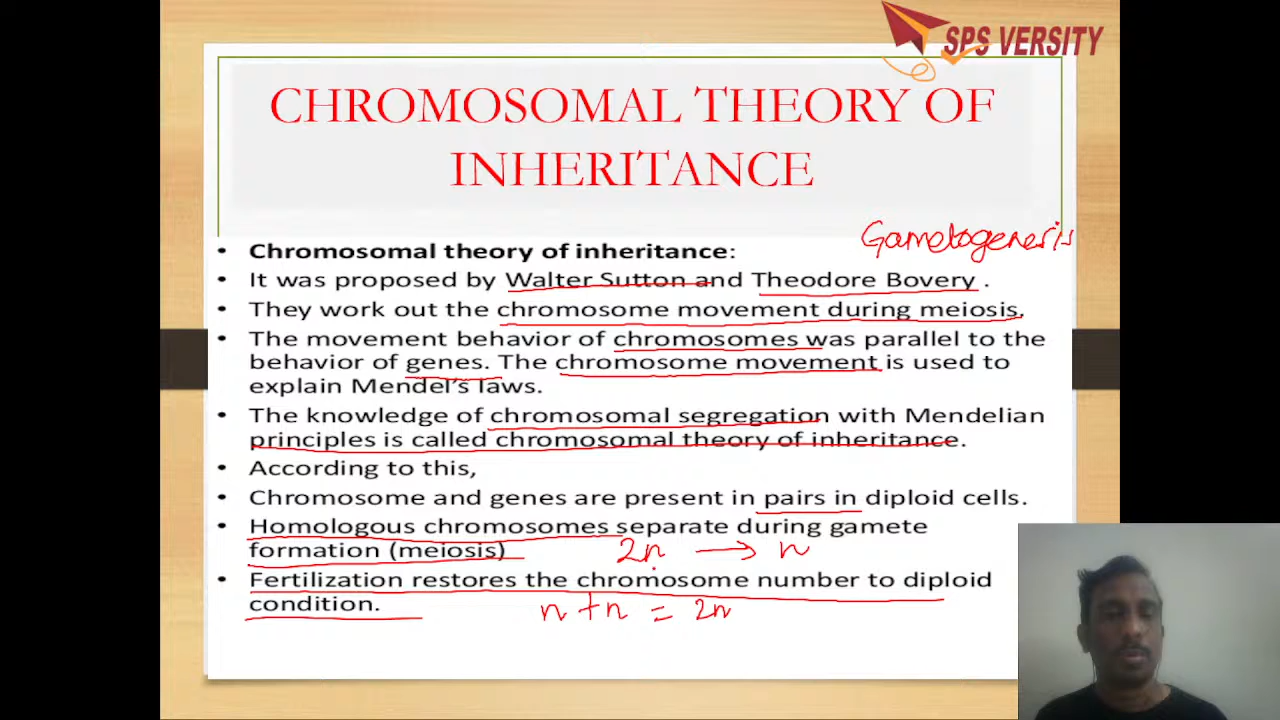 SPS VERSITY
CHROMOSOMAL THEORY OF
INHERITANCE
Gametogenesis
• Chromosomal theory of inheritance:
• It was proposed by Walter Sutton and Theodore Bovery .
• They work out the chromosome movement during meiosis.
• The movement behavior of chromosomes was parallel to the
behavior of genes. The chromosome movement is used to
explain Mendel's laws.
• The knowledge of chromosomal segregation with Mendelian
principles is called chromosomal theory of inheritance.
• According to this,
• Chromosome and genes are present in pairs in diploid cells.
• Homologous chromosomes separate during gamete
formation (meiosis) 2n → n
• Fertilization restores the chromosome number to diploid
condition. n + n = 2n